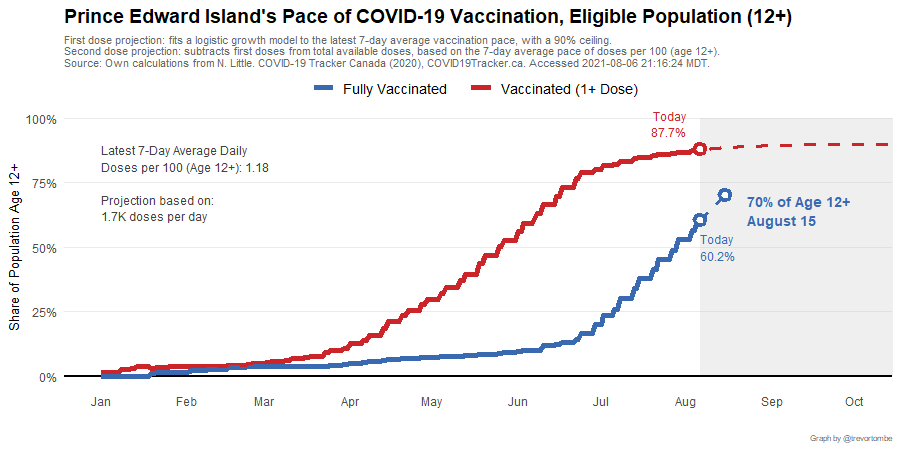 Prince Edward Island's Pace of COVID-19 Vaccination, Eligible Population (12+)
First dose projection: fits a logistic growth model to the latest 7-day average vaccination pace, with a 90% ceiling.
Second dose projection: subtracts first doses from total available doses, based on the 7-day average pace of doses per 100 (age 12+).
Source: Own calculations from N. Little. COVID-19 Tracker Canada (2020), COVID19Tracker.ca. Accessed 2021-08-06 21:16:24 MDT.
Fully Vaccinated
Vaccinated (1+ Dose)
Share of Population Age 12+
100%
75%
50%
25%
0%
Latest 7-Day Average Daily
Doses per 100 (Age 12+): 1.18
Projection based on:
1.7K doses per day
Today
87.7%
70% of Age 12+
August 15
Today
60.2%
Jan
Feb
Mar
Apr
May
Jun
Jul
Aug
Sep
Oct
Graph by @trevortombe